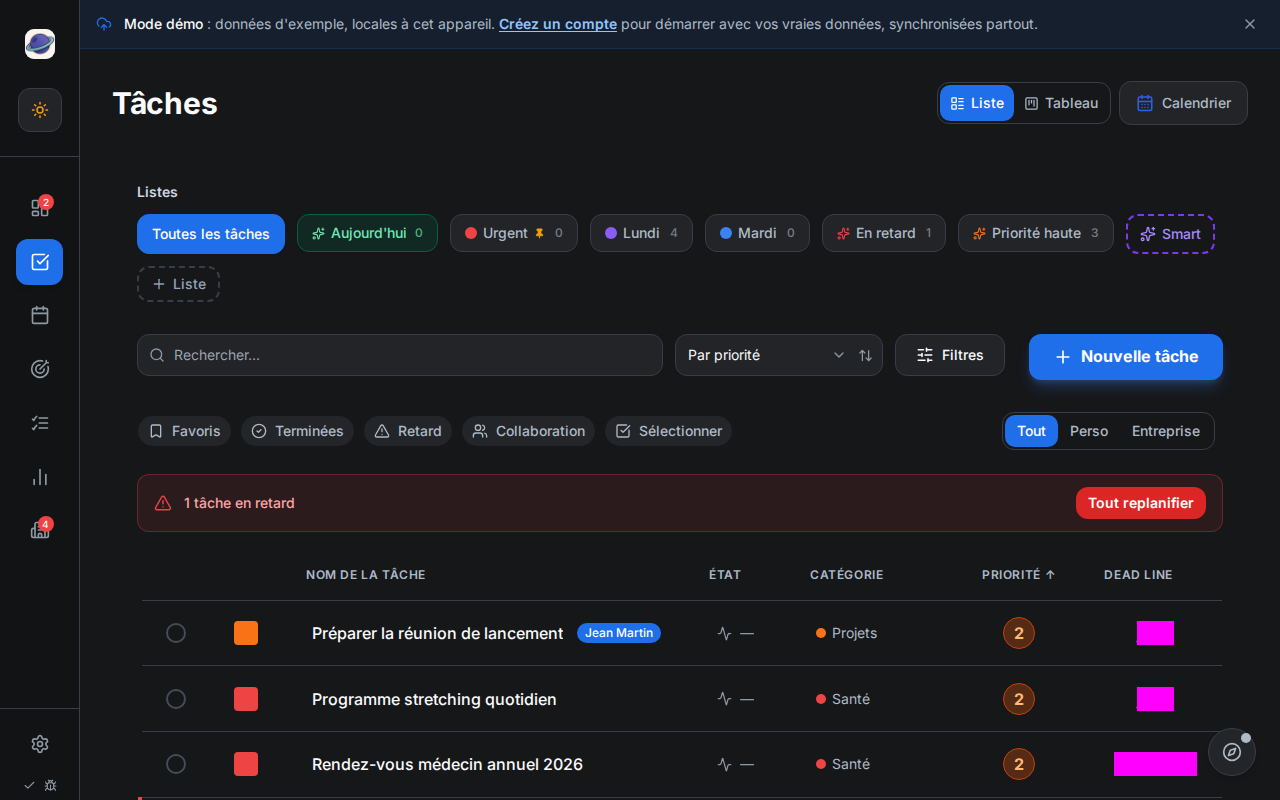 Mode démo : données d'exemple, locales à cet appareil. Créez un compte pour démarrer avec vos vraies données, synchronisées partout.
Tâches
Liste
Tableau
Calendrier
2
4
Listes
Toutes les tâches
Aujourd'hui 0
Urgent 0
Lundi 4
Mardi 0
En retard 1
Priorité haute 3
Smart
+ Liste
Rechercher...
Par priorité
Filtres
+ Nouvelle tâche
Favoris
Terminées
Retard
Collaboration
Sélectionner
Tout
Perso
Entreprise
1 tâche en retard
Tout replanifier
NOM DE LA TÂCHE ÉTAT CATÉGORIE PRIORITÉ ↑ DEAD LINE
Préparer la réunion de lancement Jean Martin — Projets 2
Programme stretching quotidien — Santé 2
Rendez-vous médecin annuel 2026 — Santé 2